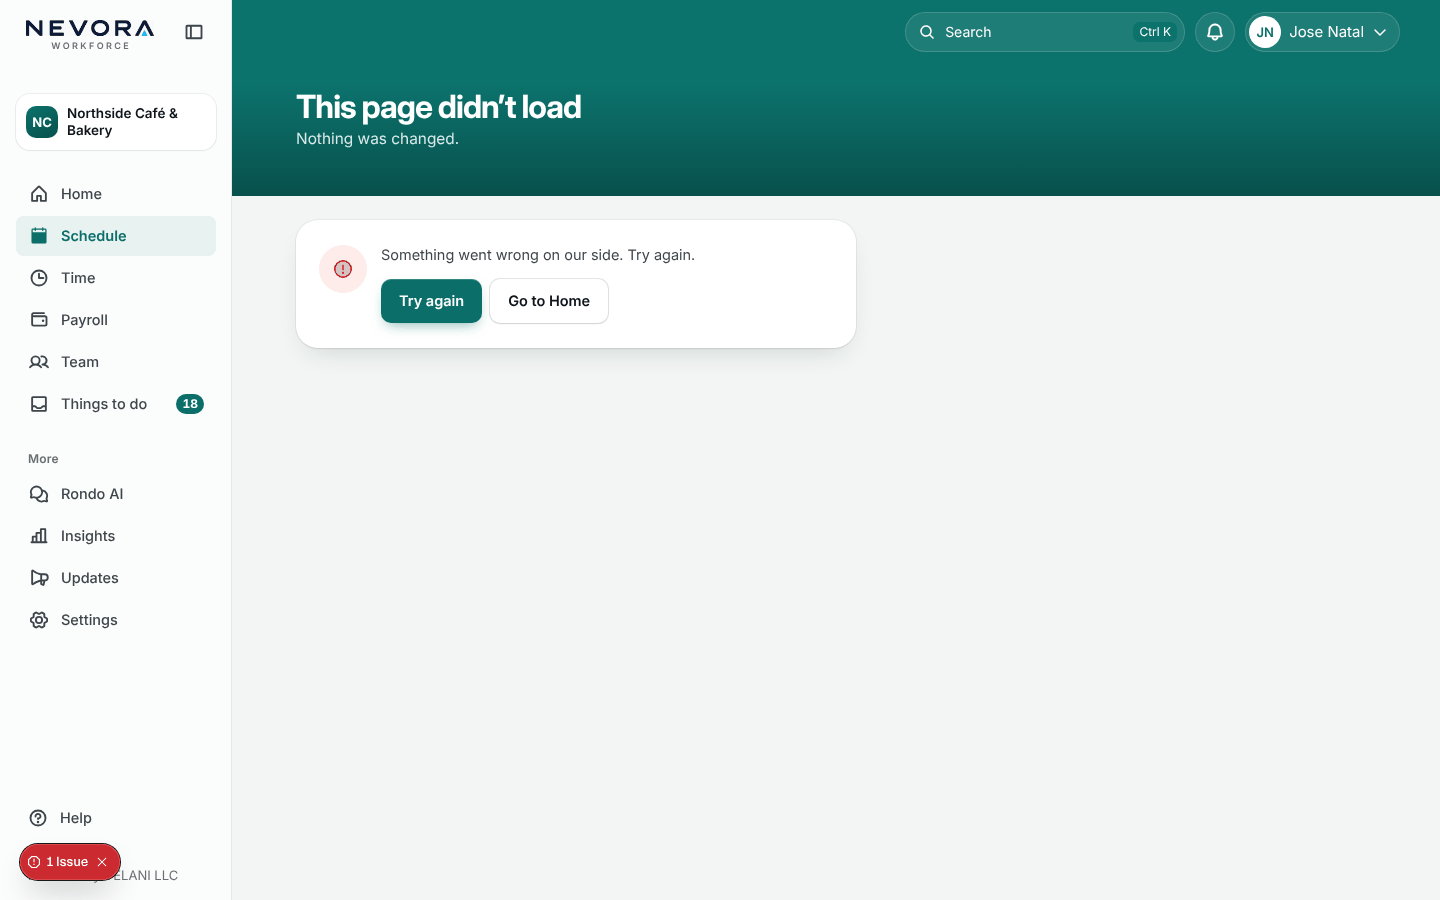 NEVORA
WORKFORCE
Search
Ctrl K
JN
Jose Natal
NC
Northside Café &
Bakery
This page didn’t load
Nothing was changed.
Home
Schedule
Time
Payroll
Team
Things to do
18
More
Rondo AI
Insights
Updates
Settings
Something went wrong on our side. Try again.
Try again
Go to Home
Help
1 Issue
ELANI LLC